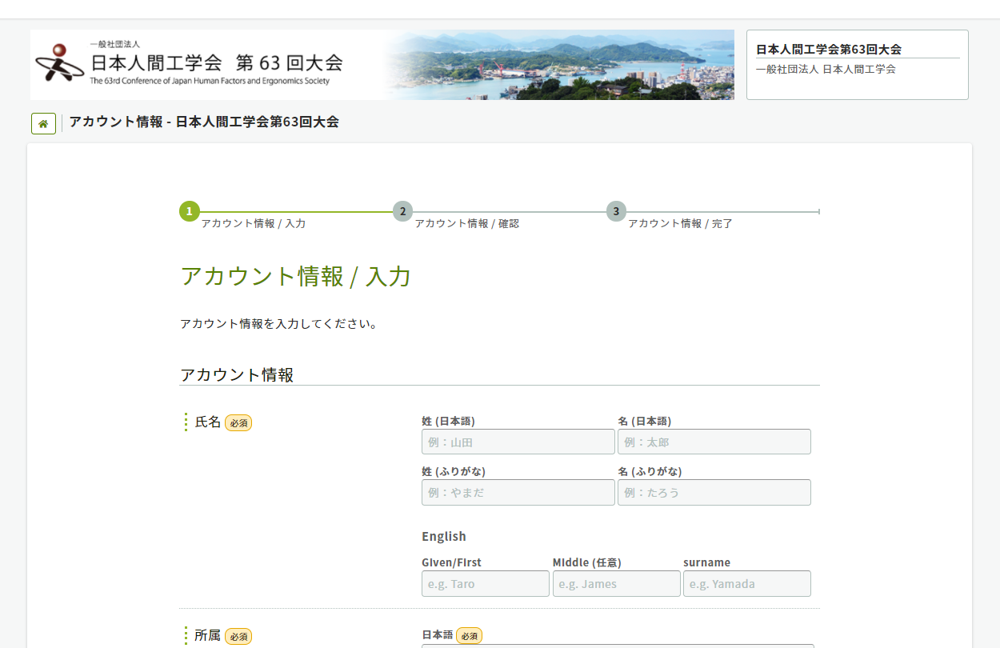 一般社団法人
日本人間工学会 第 63 回大会
The 63rd Conference of Japan Human Factors and Ergonomics Society
日本人間工学会第63回大会
一般社団法人 日本人間工学会
アカウント情報 - 日本人間工学会第63回大会
1
アカウント情報 / 入力
2
アカウント情報 / 確認
3
アカウント情報 / 完了
アカウント情報 / 入力
アカウント情報を入力してください。
アカウント情報
氏名 必須
姓 (日本語) 名 (日本語)
例：山田 例：太郎
姓 (ふりがな) 名 (ふりがな)
例：やまだ 例：たろう
English
Given/First Middle (任意) surname
e.g. Taro e.g. James e.g. Yamada
所属 必須 日本語 必須